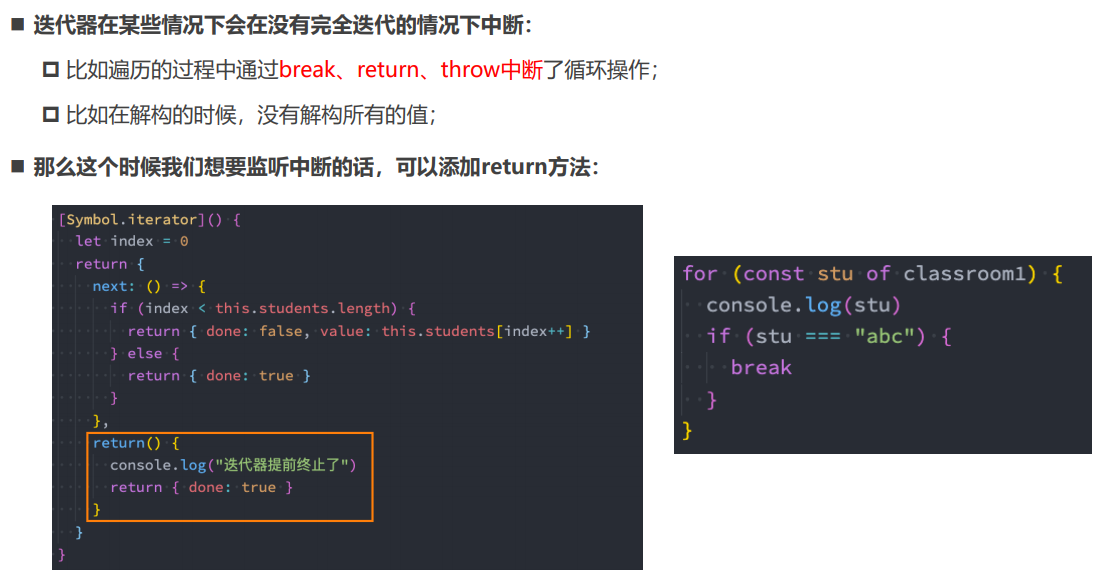 迭代器在某些情况下会在没有完全迭代的情况下中断：
比如遍历的过程中通过break、return、throw中断了循环操作；
比如在解构的时候，没有解构所有的值；
那么这个时候我们想要监听中断的话，可以添加return方法：
[Symbol.iterator]() {
let index = 0
return {
next: () => {
if (index < this.students.length) {
return { done: false, value: this.students[index++] }
} else {
return { done: true }
}
},
return() {
console.log("迭代器提前终止了")
return { done: true }
}
}
}
for (const stu of classroom1) {
console.log(stu)
if (stu === "abc") {
break
}
}